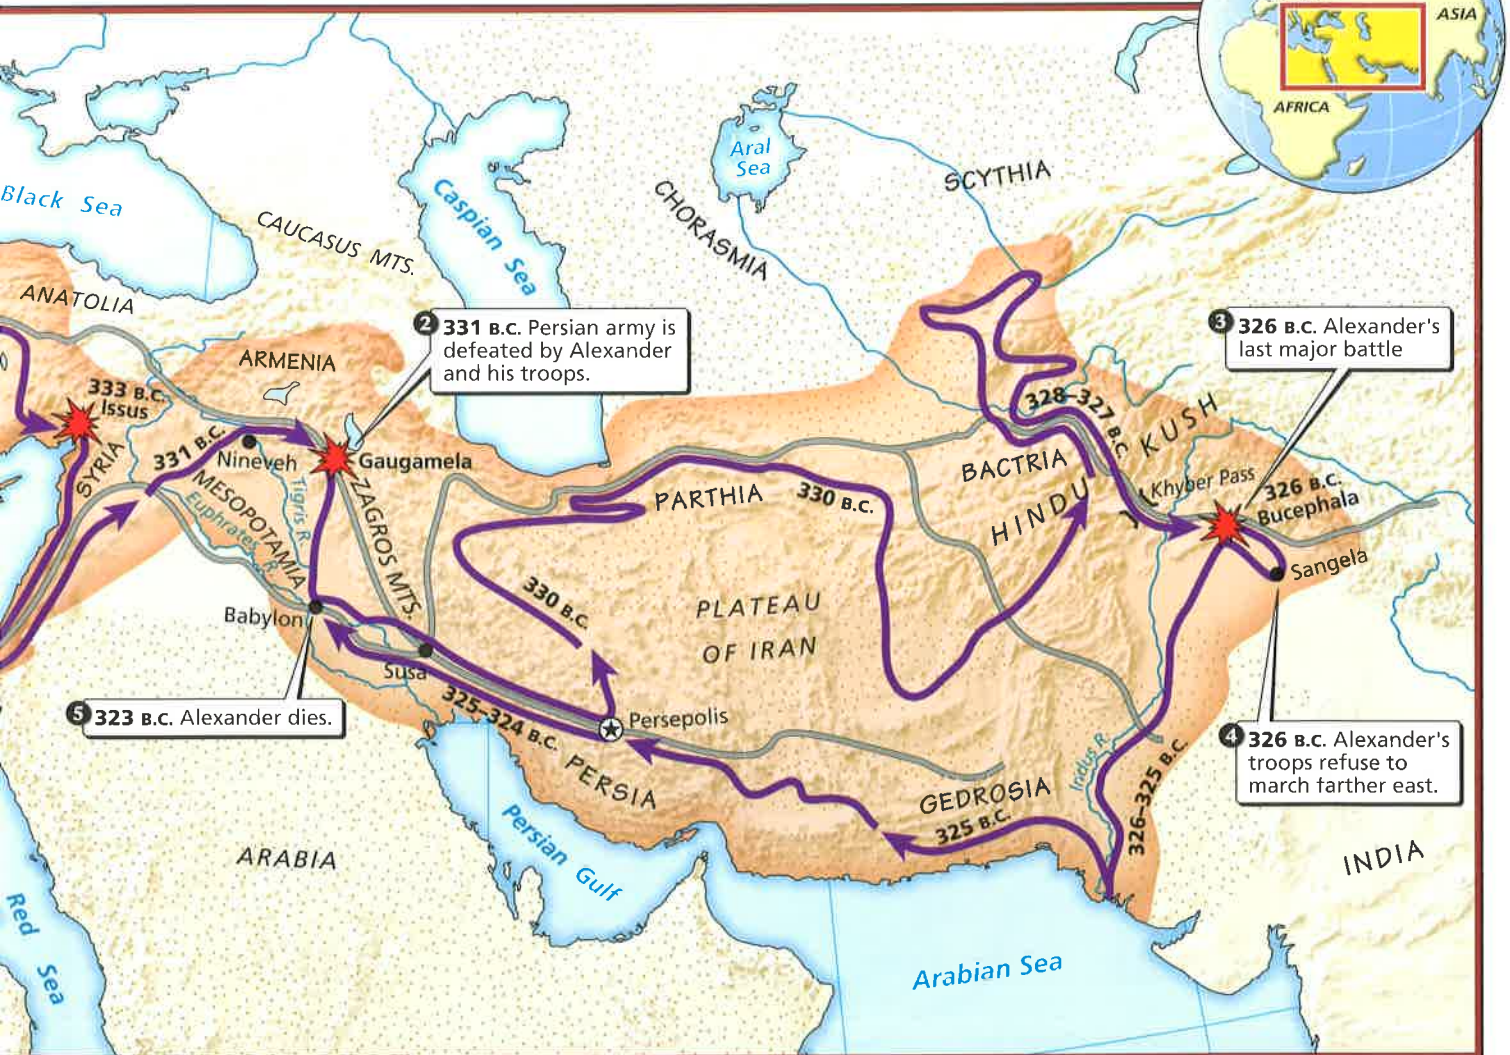 ASIA
AFRICA
Black Sea
CAUCASUS MTS.
Caspian Sea
Aral
Sea
CHORASMIA
SCYTHIA
ANATOLIA
ARMENIA
2 331 B.C. Persian army is
defeated by Alexander
and his troops.
3 326 B.C. Alexander's
last major battle
333 B.C.
Issus
SYRIA
331 B.C.
Nineveh
Gaugamela
MESOPOTAMIA
Tigris R.
Euphrates R.
ZAGROS MTS.
PARTHIA
330 B.C.
328–327 B.C.
BACTRIA
HINDU KUSH
Khyber Pass
326 B.C.
Bucephala
Sangela
330 B.C.
PLATEAU
OF IRAN
Babylon
Susa
5 323 B.C. Alexander dies.
325–324 B.C.
Persepolis
PERSIA
4 326 B.C. Alexander's
troops refuse to
march farther east.
Indus R.
326–325 B.C.
GEDROSIA
325 B.C.
Persian Gulf
ARABIA
INDIA
Red Sea
Arabian Sea